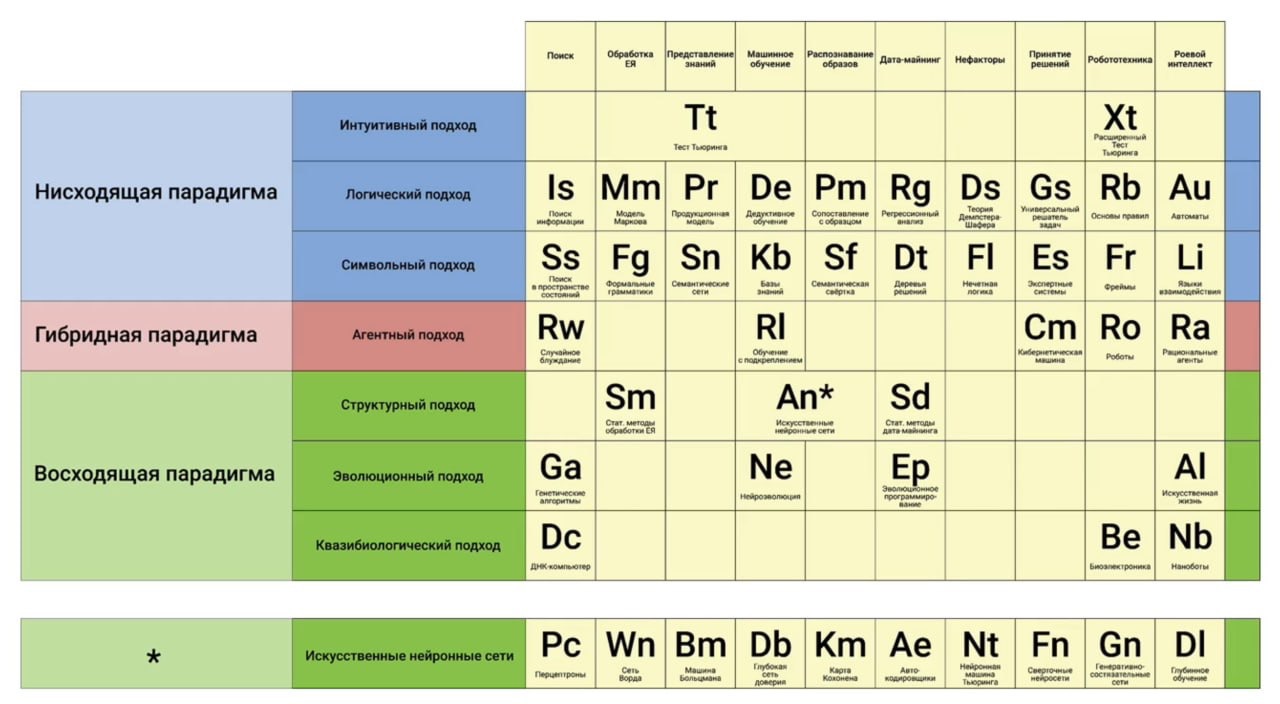 Поиск
Обработка
ЕЯ
Представление
знаний
Машинное
обучение
Распознавание
образов
Дата-майнинг
Нефакторы
Принятие
решений
Робототехника
Роевой
интеллект
Нисходящая парадигма
Интуитивный подход
Tt
Тест Тьюринга
Xt
Расширенный
Тест
Тьюринга
Логический подход
Is
Поиск
информации
Mm
Модель
Маркова
Pr
Продукционная
модель
De
Дедуктивное
обучение
Pm
Сопоставление
с образцом
Rg
Регрессионный
анализ
Ds
Теория
Демпстера-
Шафера
Gs
Универсальный
решатель
задач
Rb
Основы правил
Au
Автоматы
Символьный подход
Ss
Поиск
в пространстве
состояний
Fg
Формальные
грамматики
Sn
Семантические
сети
Kb
Базы
знаний
Sf
Семантическая
свёртка
Dt
Деревья
решений
Fl
Нечетная
логика
Es
Экспертные
системы
Fr
Фреймы
Li
Языки
взаимодействия
Гибридная парадигма
Агентный подход
Rw
Случайное
блуждание
Rl
Обучение
с подкреплением
Cm
Кибернетическая
машина
Ro
Роботы
Ra
Рациональные
агенты
Восходящая парадигма
Структурный подход
Sm
Стат. методы
обработки ЕЯ
An*
Искусственные
нейронные сети
Sd
Стат. методы
дата-майнинга
Эволюционный подход
Ga
Генетические
алгоритмы
Ne
Нейроэволюция
Ep
Эволюционное
программиро-
вание
Al
Искусственная
жизнь
Квазибиологический подход
Dc
ДНК-компьютер
Be
Биоэлектроника
Nb
Наноботы
*
Искусственные нейронные сети
Pc
Перцептроны
Wn
Сеть
Ворда
Bm
Машина
Больцмана
Db
Глубокая
сеть
доверия
Km
Карта
Кохонена
Ae
Авто-
кодировщики
Nt
Нейронная
машина
Тьюринга
Fn
Сверточные
нейросети
Gn
Генеративно-
состязательные
сети
Dl
Глубинное
обучение